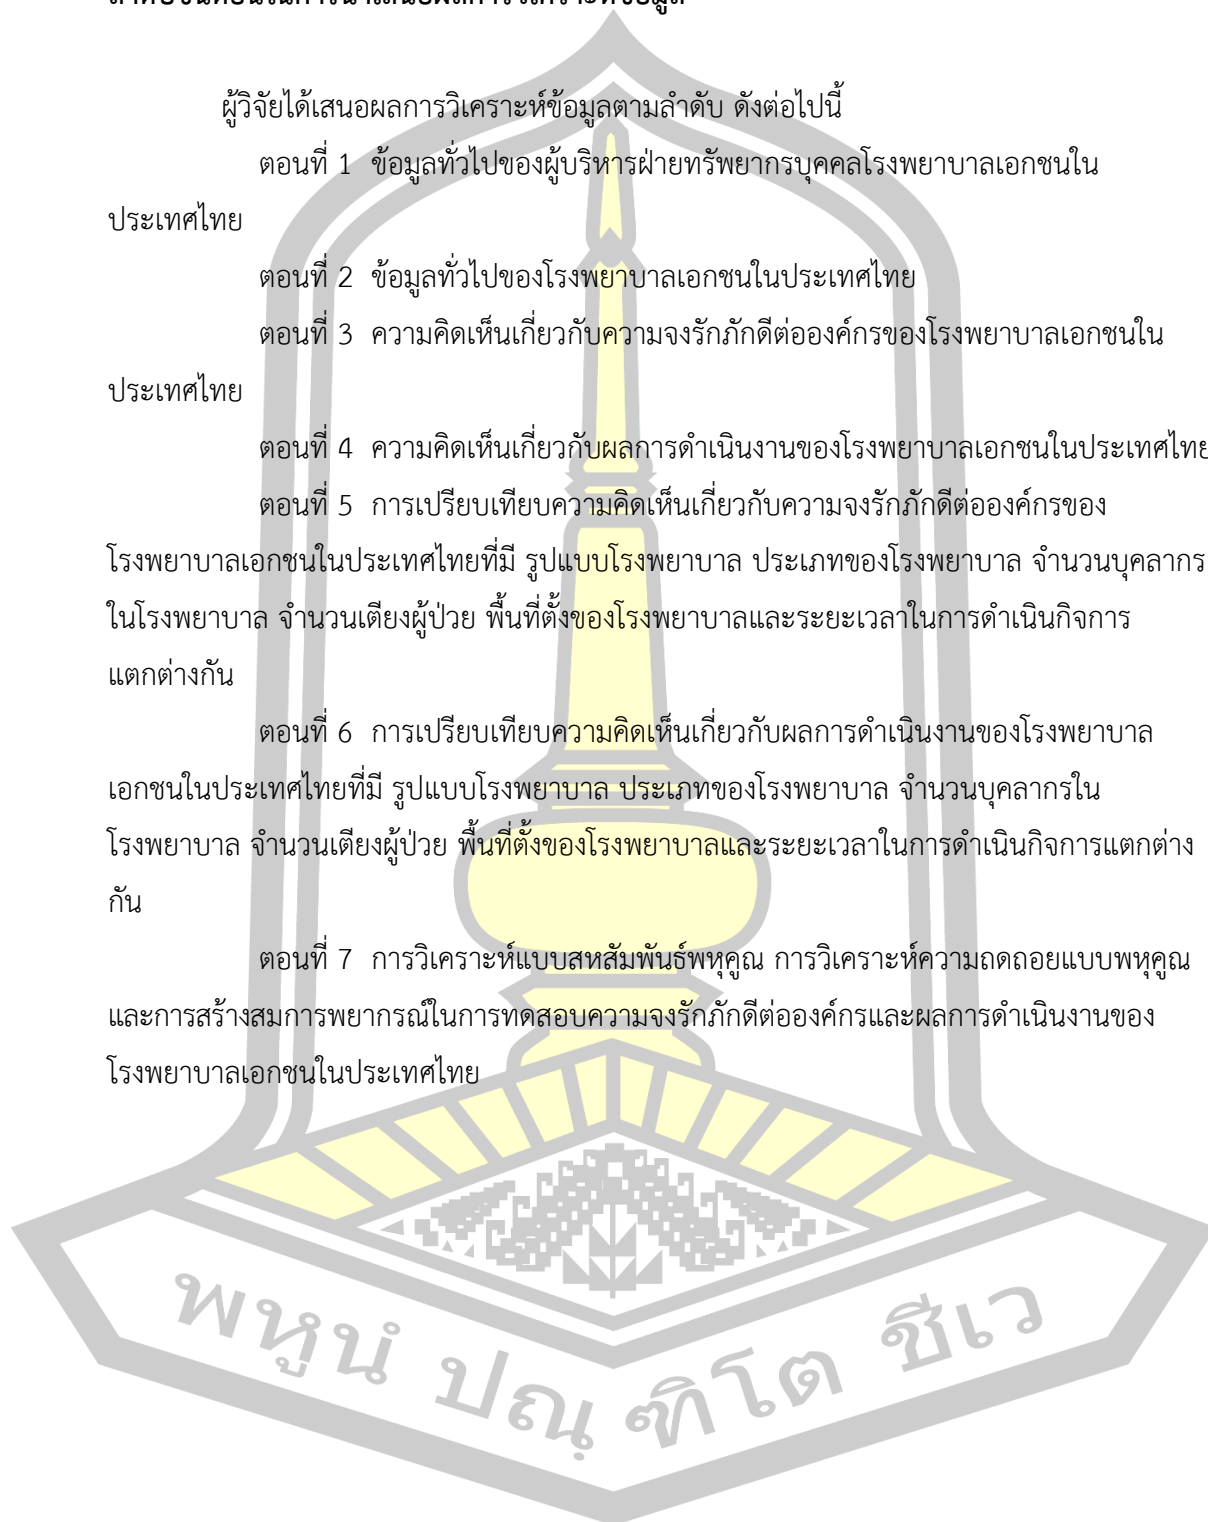 ลำดับขั้นตอนในการนำเสนอผลการวิเคราะห์ข้อมูล
ผู้วิจัยได้เสนอผลการวิเคราะห์ข้อมูลตามลำดับ ดังต่อไปนี้
ตอนที่ 1 ข้อมูลทั่วไปของผู้บริหารฝ่ายทรัพยากรบุคคลโรงพยาบาลเอกชนใน
ประเทศไทย
ตอนที่ 2 ข้อมูลทั่วไปของโรงพยาบาลเอกชนในประเทศไทย
ตอนที่ 3 ความคิดเห็นเกี่ยวกับความจงรักภักดีต่อองค์กรของโรงพยาบาลเอกชนใน
ประเทศไทย
ตอนที่ 4 ความคิดเห็นเกี่ยวกับผลการดำเนินงานของโรงพยาบาลเอกชนในประเทศไทย
ตอนที่ 5 การเปรียบเทียบความคิดเห็นเกี่ยวกับความจงรักภักดีต่อองค์กรของ
โรงพยาบาลเอกชนในประเทศไทยที่มี รูปแบบโรงพยาบาล ประเภทของโรงพยาบาล จำนวนบุคลากร
ในโรงพยาบาล จำนวนเตียงผู้ป่วย พื้นที่ตั้งของโรงพยาบาลและระยะเวลาในการดำเนินกิจการ
แตกต่างกัน
ตอนที่ 6 การเปรียบเทียบความคิดเห็นเกี่ยวกับผลการดำเนินงานของโรงพยาบาล
เอกชนในประเทศไทยที่มี รูปแบบโรงพยาบาล ประเภทของโรงพยาบาล จำนวนบุคลากรใน
โรงพยาบาล จำนวนเตียงผู้ป่วย พื้นที่ตั้งของโรงพยาบาลและระยะเวลาในการดำเนินกิจการแตกต่าง
กัน
ตอนที่ 7 การวิเคราะห์แบบสหสัมพันธ์พหุคูณ การวิเคราะห์ความถดถอยแบบพหุคูณ
และการสร้างสมการพยากรณ์ในการทดสอบความจงรักภักดีต่อองค์กรและผลการดำเนินงานของ
โรงพยาบาลเอกชนในประเทศไทย
พหูนํ ปณฺ ฑิโต ชีเว